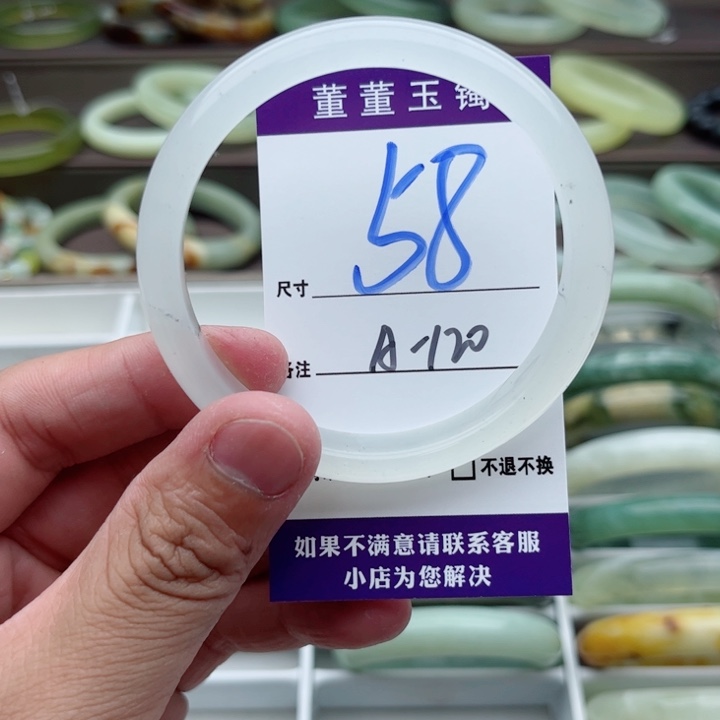 董董玉镯
58
尺寸
A-120
备注
不退不换
如果不满意请联系客服
小店为您解决